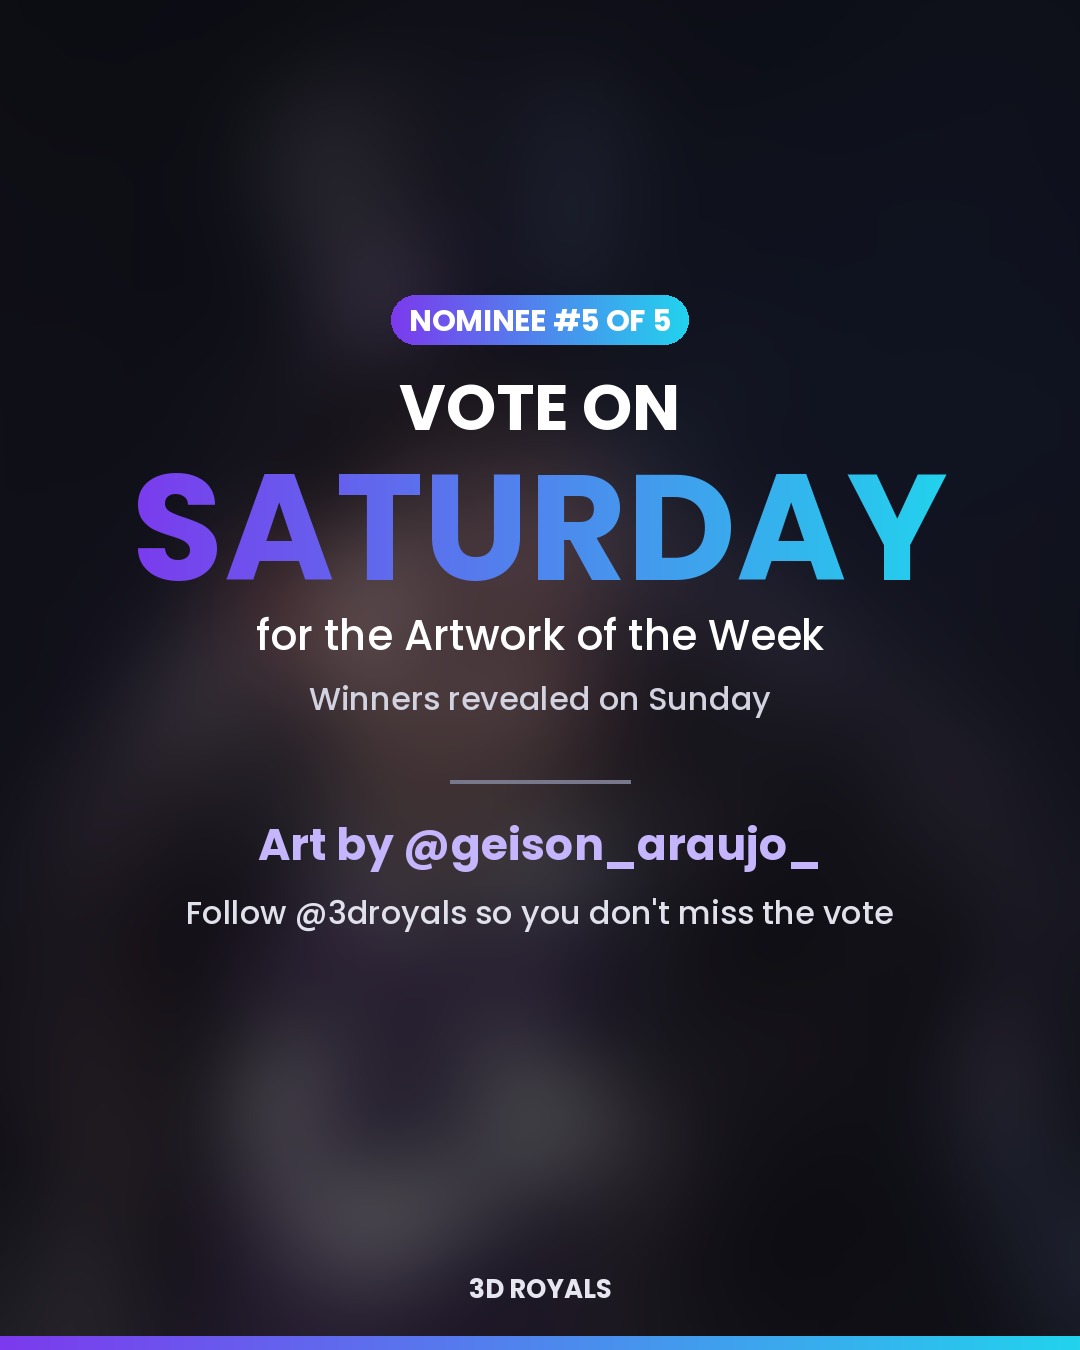 NOMINEE #5 OF 5
VOTE ON
SATURDAY
for the Artwork of the Week
Winners revealed on Sunday
Art by @geison_araujo_
Follow @3droyals so you don't miss the vote
3D ROYALS